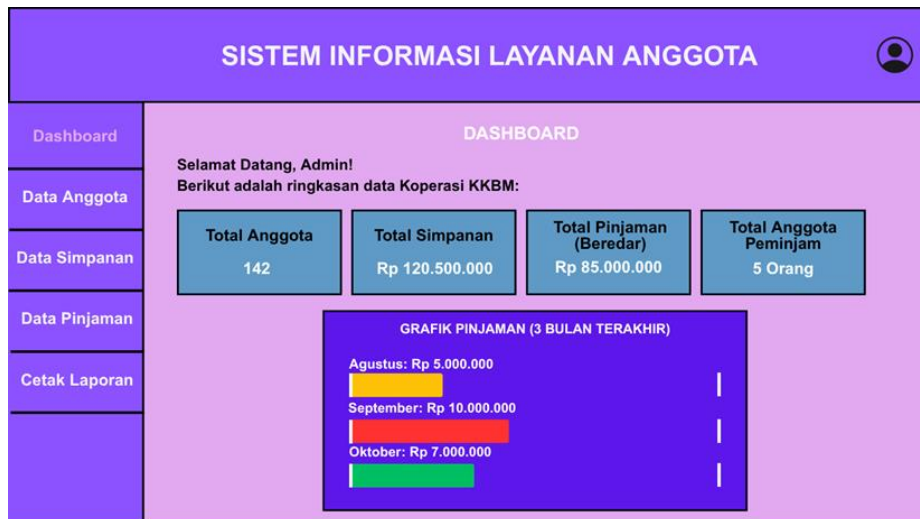 SISTEM INFORMASI LAYANAN ANGGOTA
Dashboard
Data Anggota
Data Simpanan
Data Pinjaman
Cetak Laporan
DASHBOARD
Selamat Datang, Admin!
Berikut adalah ringkasan data Koperasi KKBM:
Total Anggota
142
Total Simpanan
Rp 120.500.000
Total Pinjaman
(Beredar)
Rp 85.000.000
Total Anggota
Peminjam
5 Orang
GRAFIK PINJAMAN (3 BULAN TERAKHIR)
Agustus: Rp 5.000.000
September: Rp 10.000.000
Oktober: Rp 7.000.000